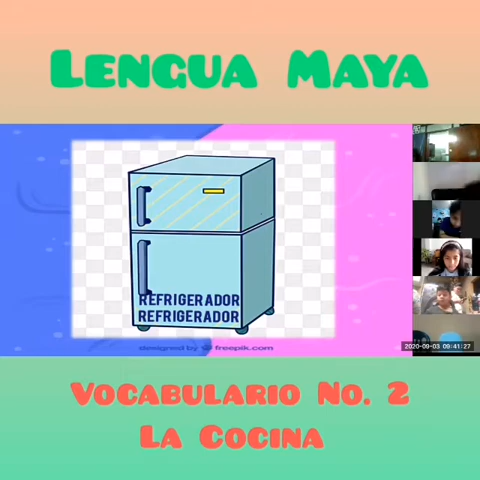 LENGUA MAYA
REFRIGERADOR
REFRIGERADOR
designed by freepik.com
2020-09-03 08:41:27
VOCABULARIO NO. 2
LA COCINA